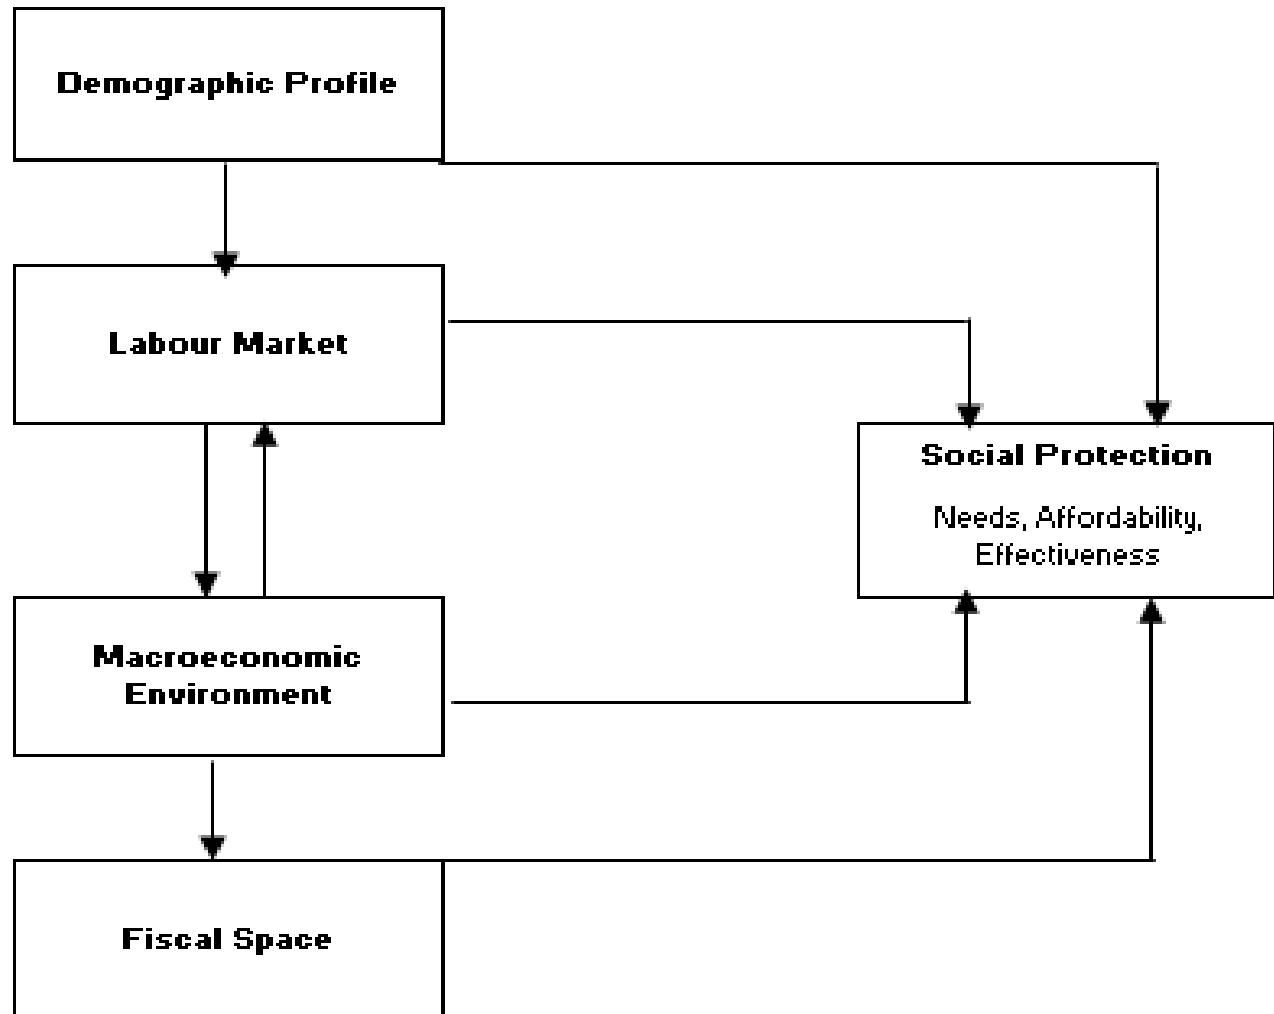 Demographic Profile
Labour Market
Social Protection
Needs, Affordability,
Effectiveness
Macroeconomic
Environment
Fiscal Space